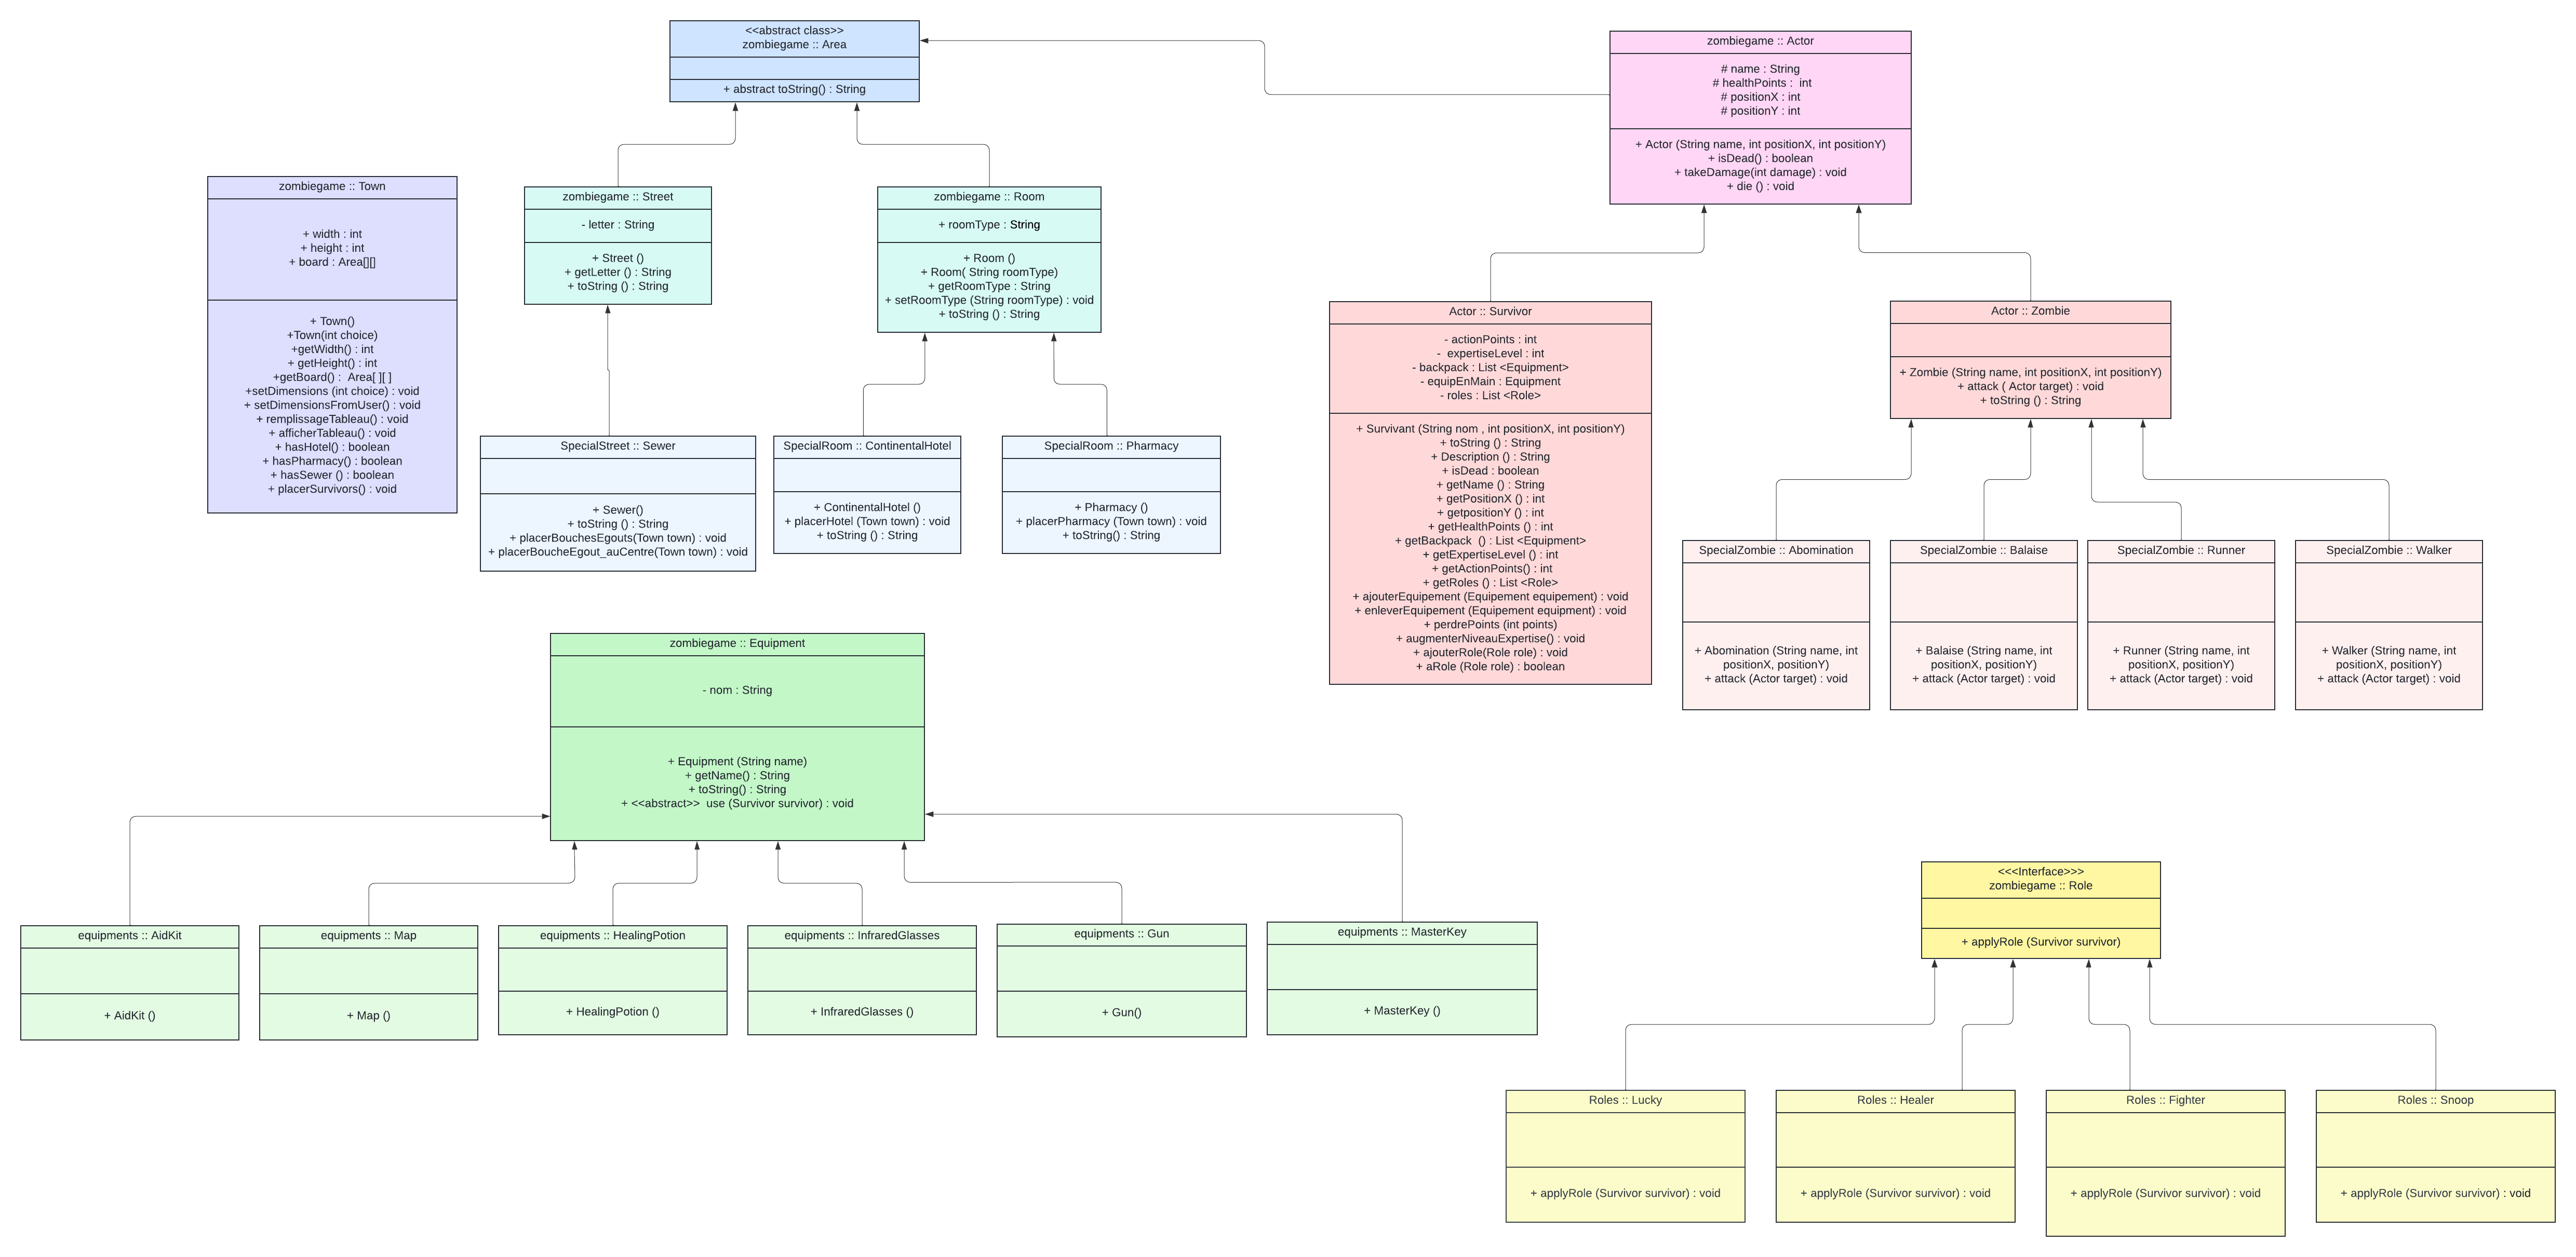 <<abstract class>>
zombiegame :: Area
+ abstract toString() : String
zombiegame :: Actor
# name : String
# healthPoints :  int
# positionX : int
# positionY : int
+ Actor (String name, int positionX, int positionY)
+ isDead() : boolean
+ takeDamage(int damage) : void
+ die () : void
zombiegame :: Town
+ width : int
+ height : int
+ board : Area[][]
+ Town()
+Town(int choice)
+getWidth() : int
+ getHeight() : int
+getBoard() :  Area[ ][ ]
+setDimensions (int choice) : void
+ setDimensionsFromUser() : void
+ remplissageTableau() : void
+ afficherTableau() : void
+ hasHotel() : boolean
+ hasPharmacy() : boolean
+ hasSewer () : boolean
+ placerSurvivors() : void
zombiegame :: Street
- letter : String
+ Street ()
+ getLetter () : String
+ toString () : String
zombiegame :: Room
+ roomType : String
+ Room ()
+ Room( String roomType)
+ getRoomType : String
+ setRoomType (String roomType) : void
+ toString () : String
Actor :: Survivor
- actionPoints : int
-  expertiseLevel : int
- backpack : List <Equipment>
- equipEnMain : Equipment
- roles : List <Role>
+ Survivant (String nom , int positionX, int positionY)
+ toString () : String
+ Description () : String
+ isDead : boolean
+ getName () : String
+ getPositionX () : int
+ getpositionY () : int
+ getHealthPoints () : int
+ getBackpack  () : List <Equipment>
+ getExpertiseLevel () : int
+ getActionPoints() : int
+ getRoles () : List <Role>
+ ajouterEquipement (Equipement equipement) : void
+ enleverEquipement (Equipement equipment) : void
+ perdrePoints (int points)
+ augmenterNiveauExpertise() : void
+ ajouterRole(Role role) : void
+ aRole (Role role) : boolean
Actor :: Zombie
+ Zombie (String name, int positionX, int positionY)
+ attack ( Actor target) : void
+ toString () : String
SpecialStreet :: Sewer
+ Sewer()
+ toString () : String
+ placerBouchesEgouts(Town town) : void
+ placerBoucheEgout_auCentre(Town town) : void
SpecialRoom :: ContinentalHotel
+ ContinentalHotel ()
+ placerHotel (Town town) : void
+ toString () : String
SpecialRoom :: Pharmacy
+ Pharmacy ()
+ placerPharmacy (Town town) : void
+ toString() : String
SpecialZombie :: Abomination
+ Abomination (String name, int
positionX, positionY)
+ attack (Actor target) : void
SpecialZombie :: Balaise
+ Balaise (String name, int
positionX, positionY)
+ attack (Actor target) : void
SpecialZombie :: Runner
+ Runner (String name, int
positionX, positionY)
+ attack (Actor target) : void
SpecialZombie :: Walker
+ Walker (String name, int
positionX, positionY)
+ attack (Actor target) : void
zombiegame :: Equipment
- nom : String
+ Equipment (String name)
+ getName() : String
+ toString() : String
+ <<abstract>>  use (Survivor survivor) : void
equipments :: AidKit
+ AidKit ()
equipments :: Map
+ Map ()
equipments :: HealingPotion
+ HealingPotion ()
equipments :: InfraredGlasses
+ InfraredGlasses ()
equipments :: Gun
+ Gun()
equipments :: MasterKey
+ MasterKey ()
<<<Interface>>>
zombiegame :: Role
+ applyRole (Survivor survivor)
Roles :: Lucky
+ applyRole (Survivor survivor) : void
Roles :: Healer
+ applyRole (Survivor survivor) : void
Roles :: Fighter
+ applyRole (Survivor survivor) : void
Roles :: Snoop
+ applyRole (Survivor survivor) : void